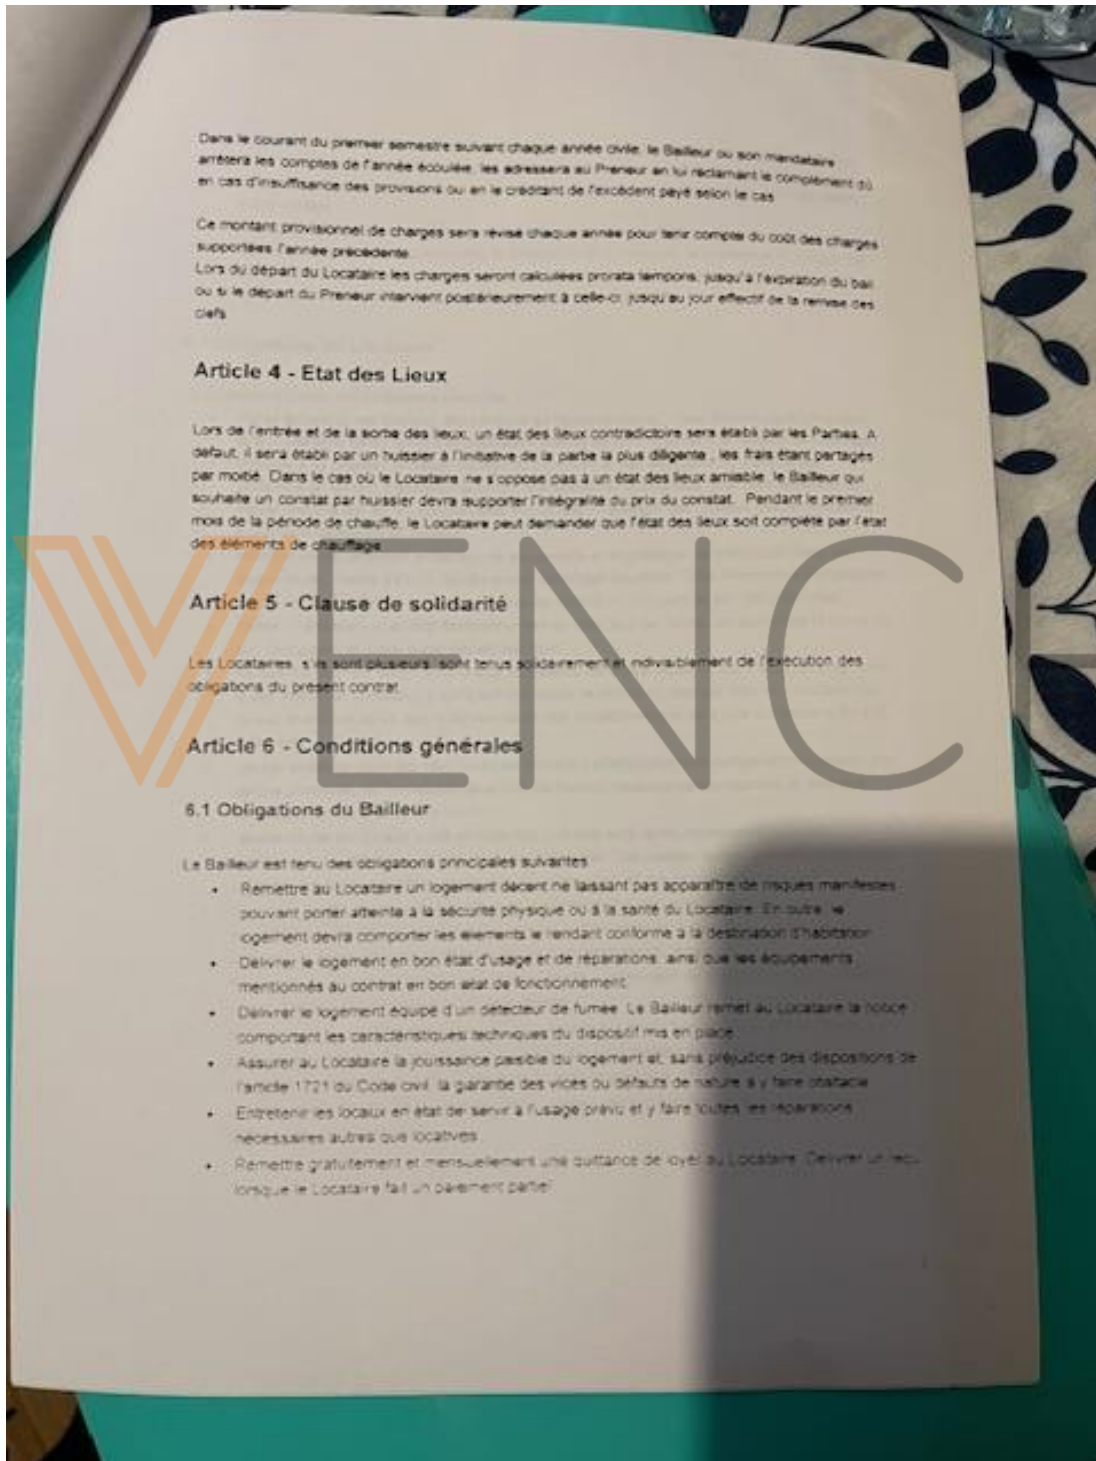 Dans le courant du premier semestre suivant chaque année civile, le Bailleur ou son mandataire
arrêtera les comptes de l'année écoulée, les adressera au Preneur en lui réclamant le complément dû
en cas d'insuffisance des provisions ou en le créditant de l'excédent payé selon le cas
Ce montant provisionnel de charges sera révisé chaque année pour tenir compte du coût des charges
supportées l'année précédente
Lors du départ du Locataire les charges seront calculées prorata temporis, jusqu'à l'expiration du bail
ou si le départ du Preneur intervient postérieurement à celle-ci, jusqu'au jour effectif de la remise des
clefs
Article 4 - Etat des Lieux
Lors de l'entrée et de la sortie des lieux, un état des lieux contradictoire sera établi par les Parties. A
défaut, il sera établi par un huissier à l'initiative de la partie la plus diligente ; les frais étant partagés
par moitié. Dans le cas où le Locataire ne s'oppose pas à un état des lieux amiable, le Bailleur qui
souhaite un constat par huissier devra supporter l'intégralité du prix du constat. Pendant le premier
mois de la période de chauffe, le Locataire peut demander que l'état des lieux soit complété par l'état
des éléments de chauffage
VENCH
Article 5 - Clause de solidarité
Les Locataires, s'ils sont plusieurs, sont tenus solidairement et indivisiblement de l'exécution des
obligations du présent contrat.
Article 6 - Conditions générales
6.1 Obligations du Bailleur
Le Bailleur est tenu des obligations principales suivantes
• Remettre au Locataire un logement décent ne laissant pas apparaître de risques manifestes
pouvant porter atteinte à la sécurité physique ou à la santé du Locataire. En outre, le
logement devra comporter les éléments le rendant conforme à la destination d'habitation
• Délivrer le logement en bon état d'usage et de réparations, ainsi que les équipements
mentionnés au contrat en bon état de fonctionnement.
• Délivrer le logement équipé d'un détecteur de fumée. Le Bailleur remet au Locataire la notice
comportant les caractéristiques techniques du dispositif mis en place.
• Assurer au Locataire la jouissance paisible du logement et, sans préjudice des dispositions de
l'article 1721 du Code civil, la garantie des vices ou défauts de nature à y faire obstacle
• Entretenir les locaux en état de servir à l'usage prévu et y faire toutes les réparations
nécessaires autres que locatives
• Remettre gratuitement et mensuellement une quittance de loyer au Locataire. Délivrer un reçu
lorsque le Locataire fait un paiement partiel